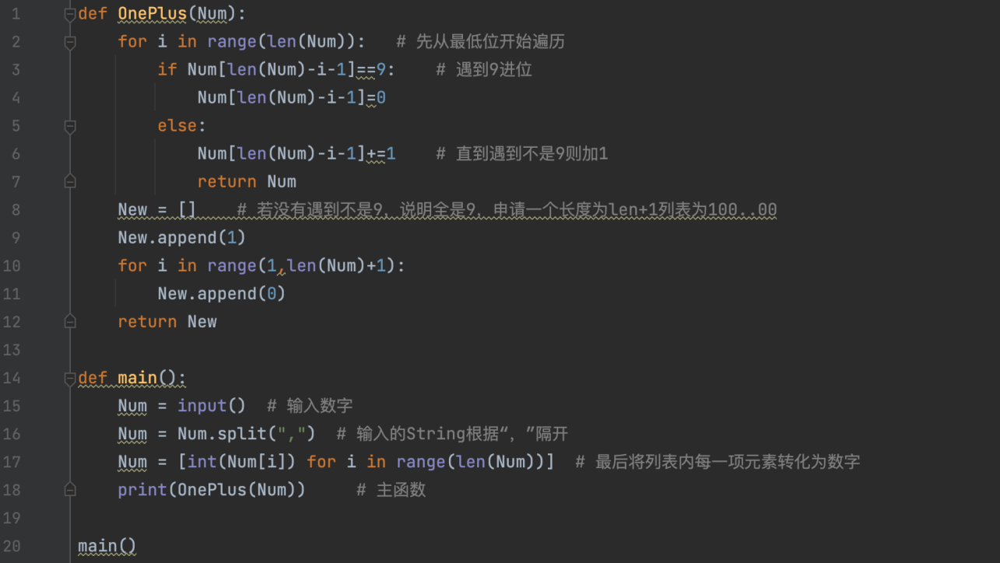 1 def OnePlus(Num):
2     for i in range(len(Num)):   # 先从最低位开始遍历
3         if Num[len(Num)-i-1]==9:    # 遇到9进位
4             Num[len(Num)-i-1]=0
5         else:
6             Num[len(Num)-i-1]+=1    # 直到遇到不是9则加1
7             return Num
8     New = []    # 若没有遇到不是9，说明全是9，申请一个长度为len+1列表为100..00
9     New.append(1)
10     for i in range(1,len(Num)+1):
11         New.append(0)
12     return New
13
14 def main():
15     Num = input()  # 输入数字
16     Num = Num.split(",")  # 输入的String根据“，”隔开
17     Num = [int(Num[i]) for i in range(len(Num))]  # 最后将列表内每一项元素转化为数字
18     print(OnePlus(Num))     # 主函数
19
20 main()